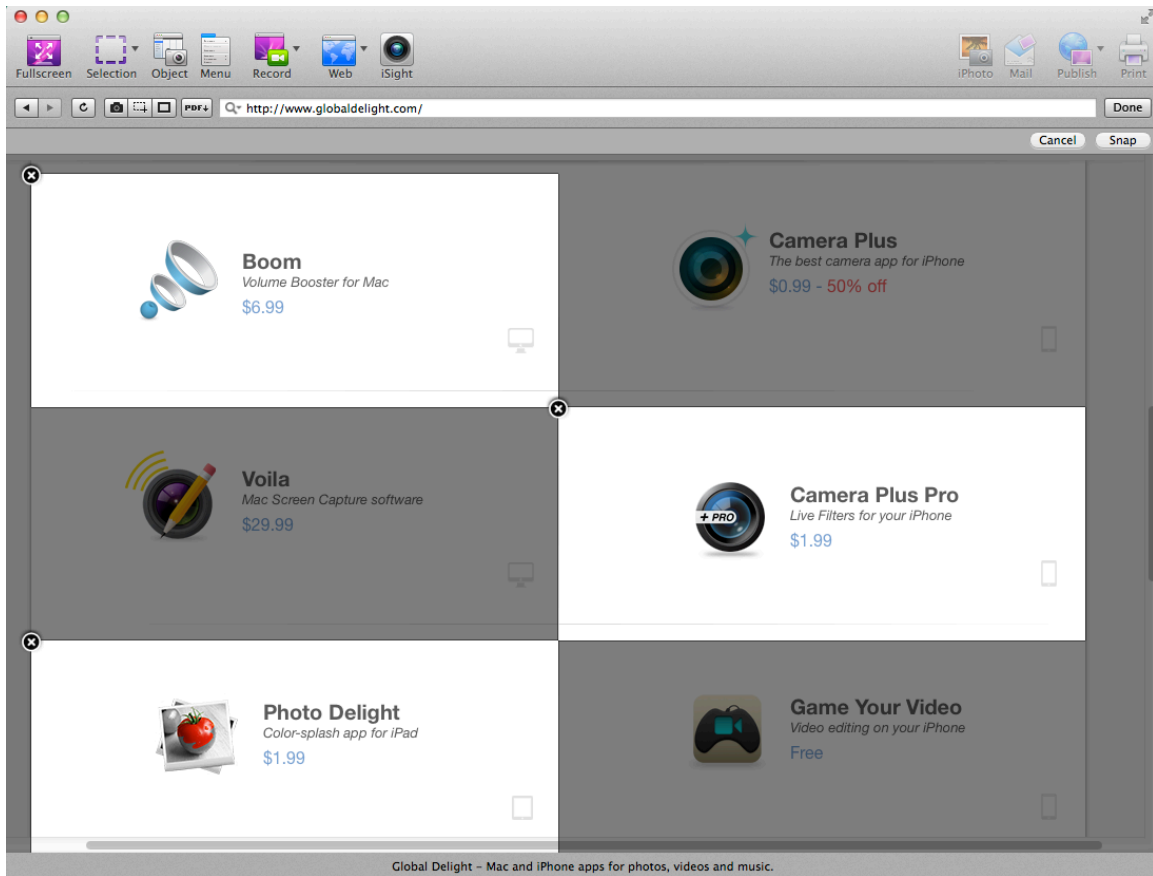 Fullscreen Selection Object Menu Record Web iSight iPhoto Mail Publish Print
PDF http://www.globaldelight.com/ Done
Cancel Snap
Boom
Volume Booster for Mac
$6.99
Camera Plus
The best camera app for iPhone
$0.99 - 50% off
Voila
Mac Screen Capture software
$29.99
+ PRO
Camera Plus Pro
Live Filters for your iPhone
$1.99
Photo Delight
Color-splash app for iPad
$1.99
Game Your Video
Video editing on your iPhone
Free
Global Delight – Mac and iPhone apps for photos, videos and music.